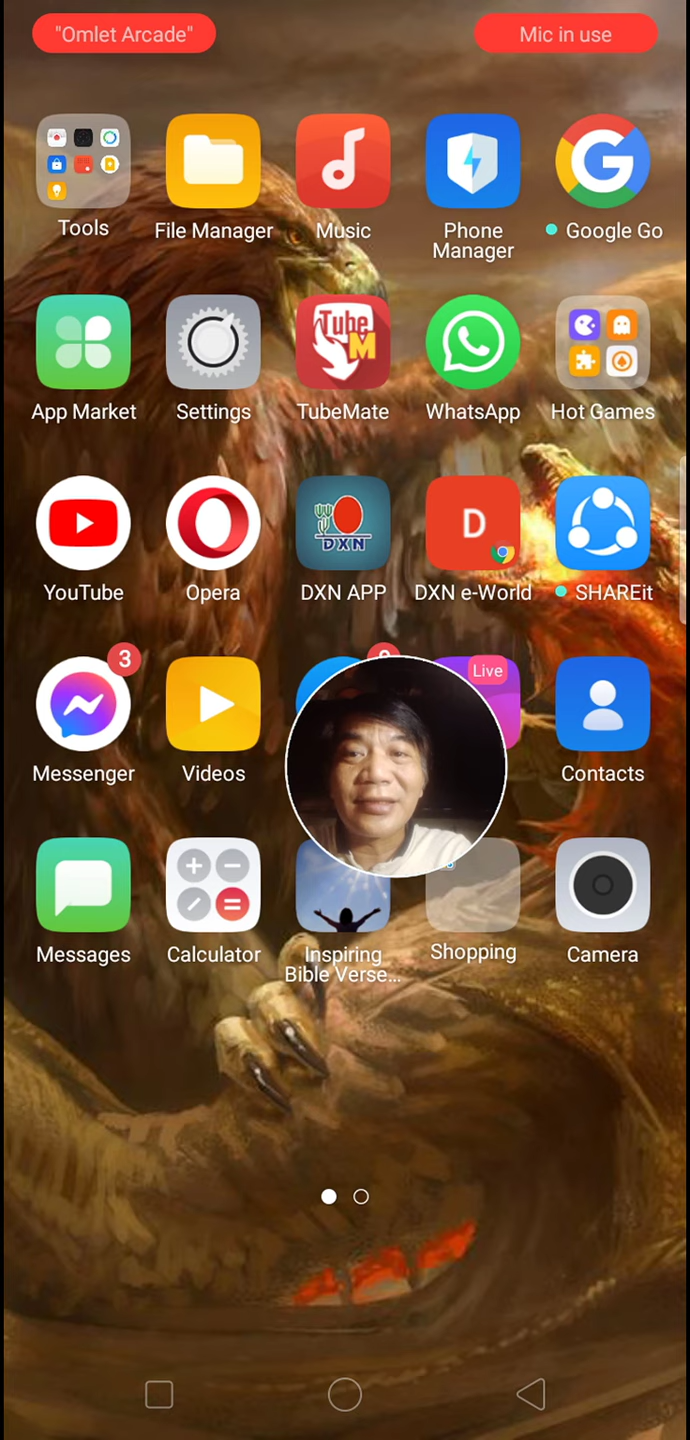 "Omlet Arcade"
Mic in use
Tools
File Manager
Music
Phone
Manager
Google Go
App Market
Settings
Tube
M
TubeMate
WhatsApp
Hot Games
YouTube
Opera
DXN
DXN APP
D
DXN e-World
SHAREit
3
Messenger
Videos
Live
Contacts
Messages
Calculator
Inspiring
Bible Verse...
Shopping
Camera